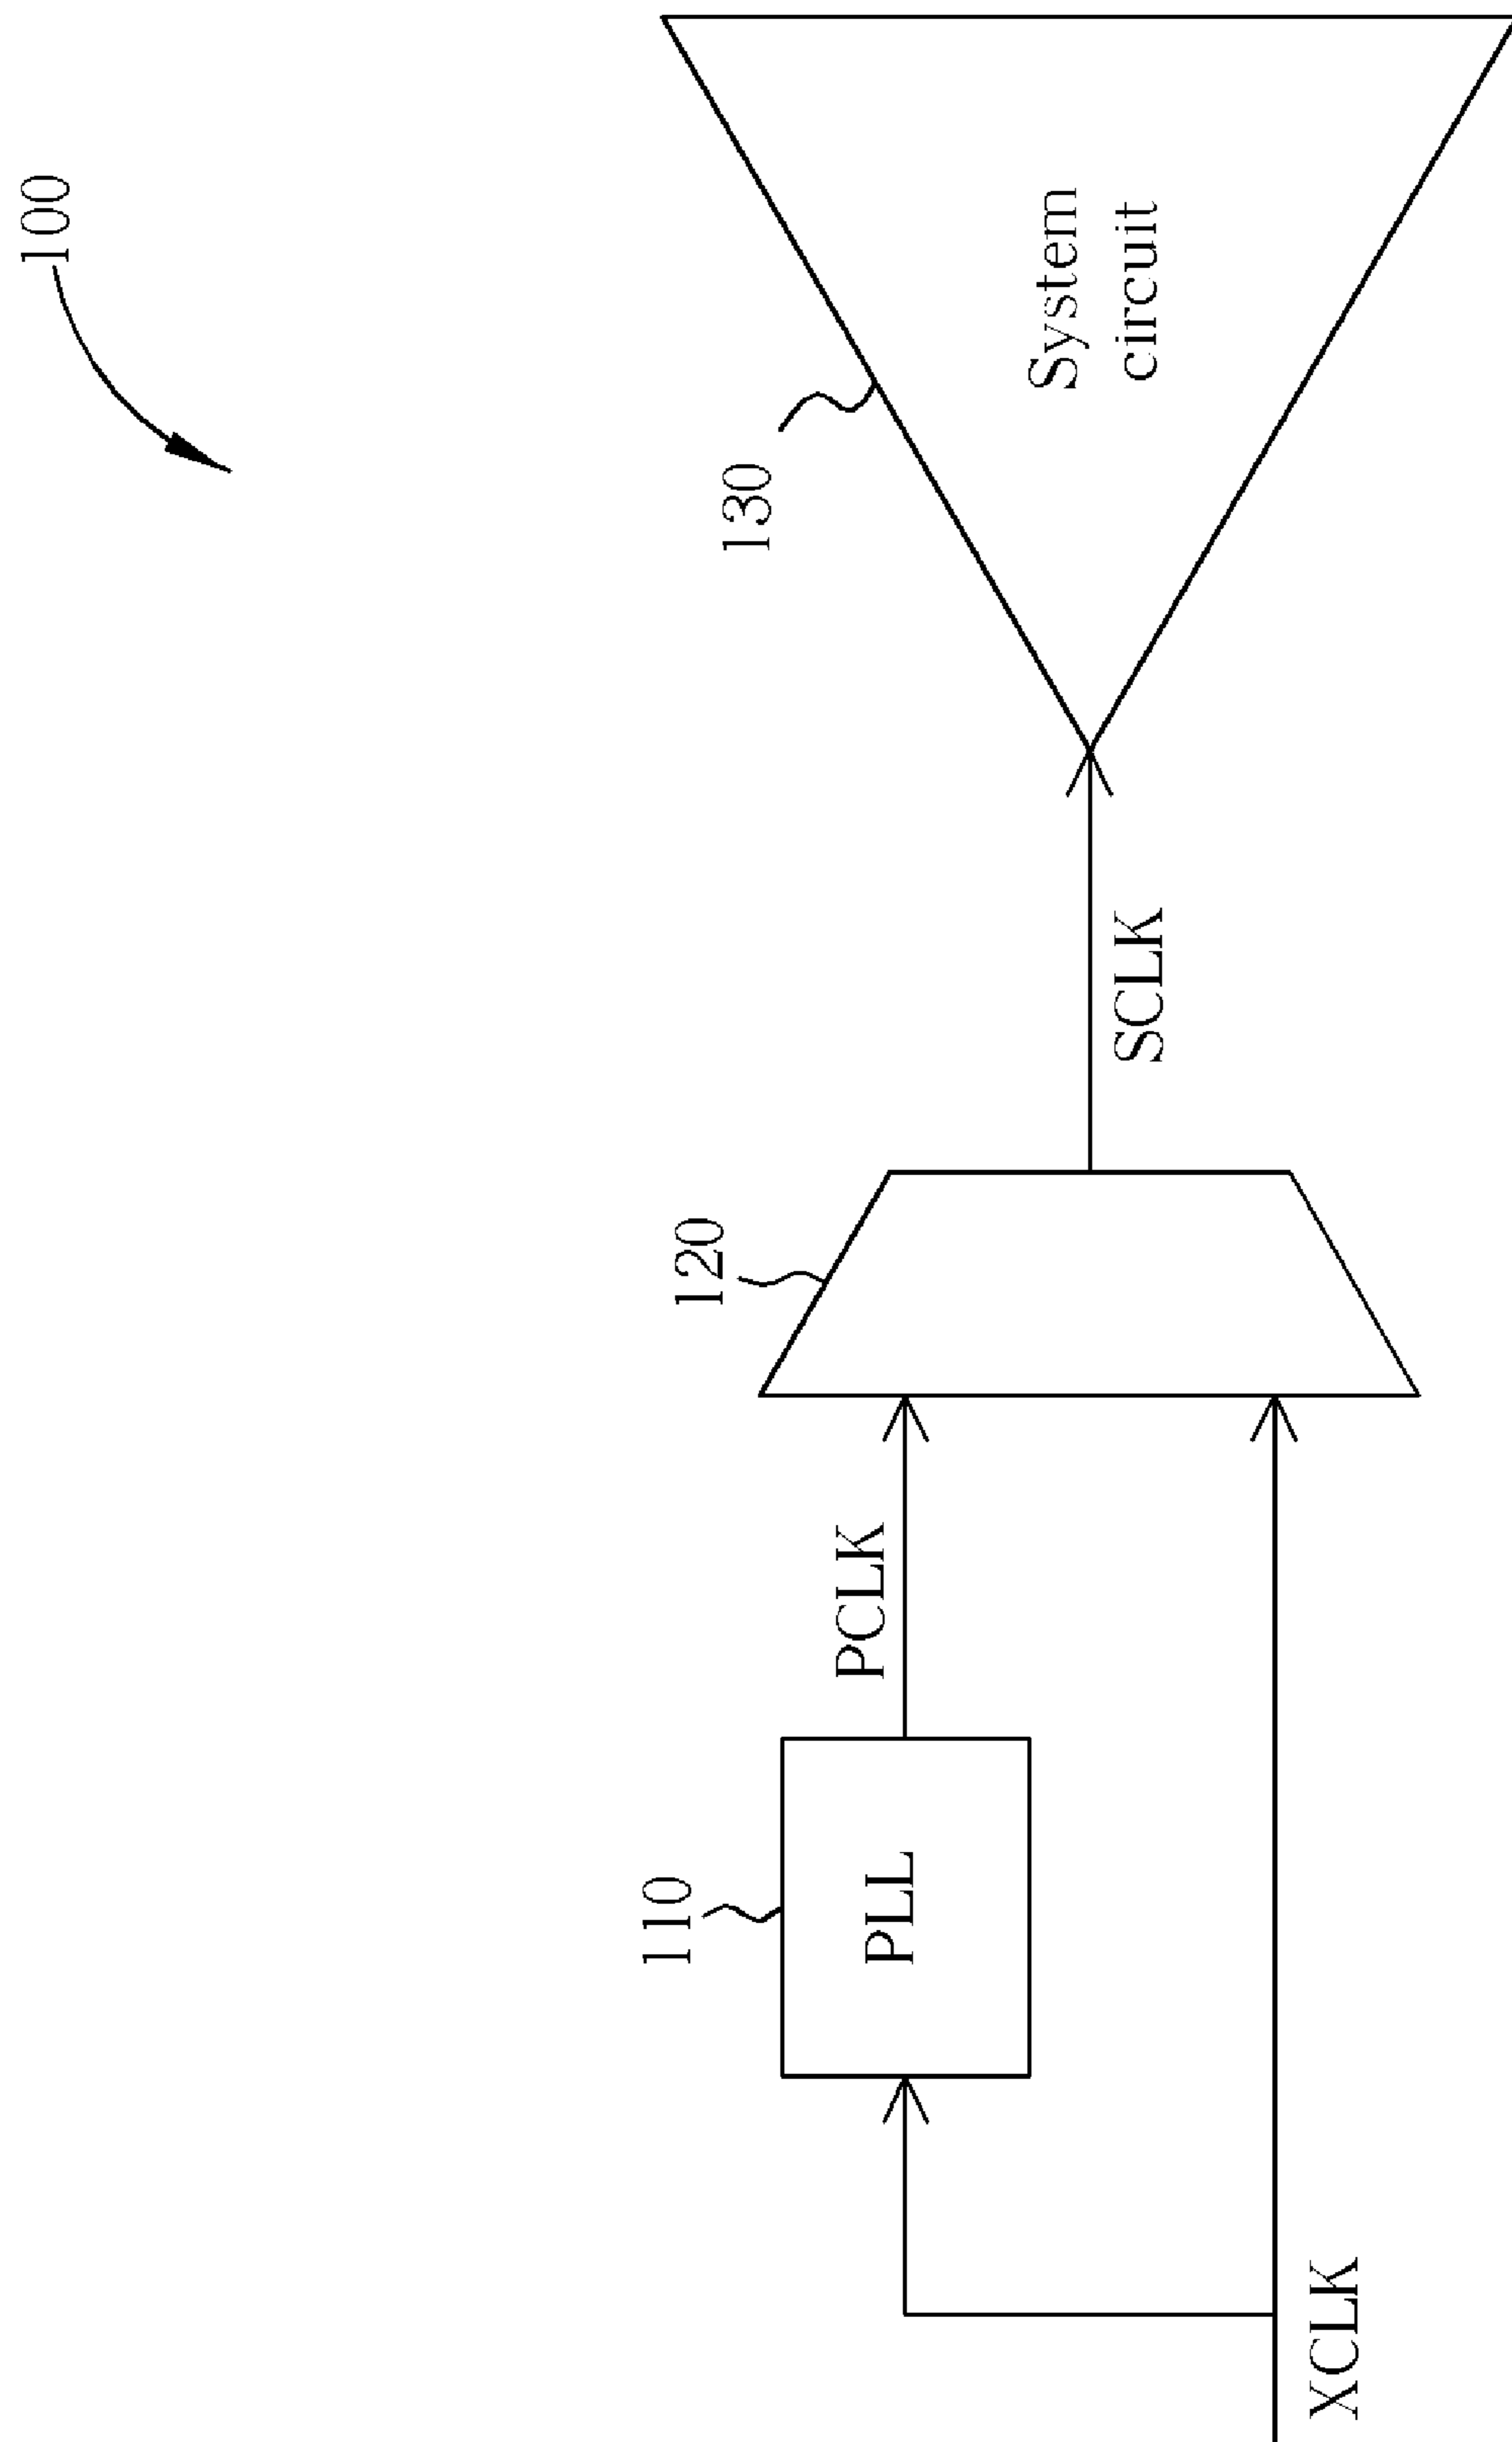 100
130
System
circuit
SCLK
120
PCLK
110
PLL
XCLK